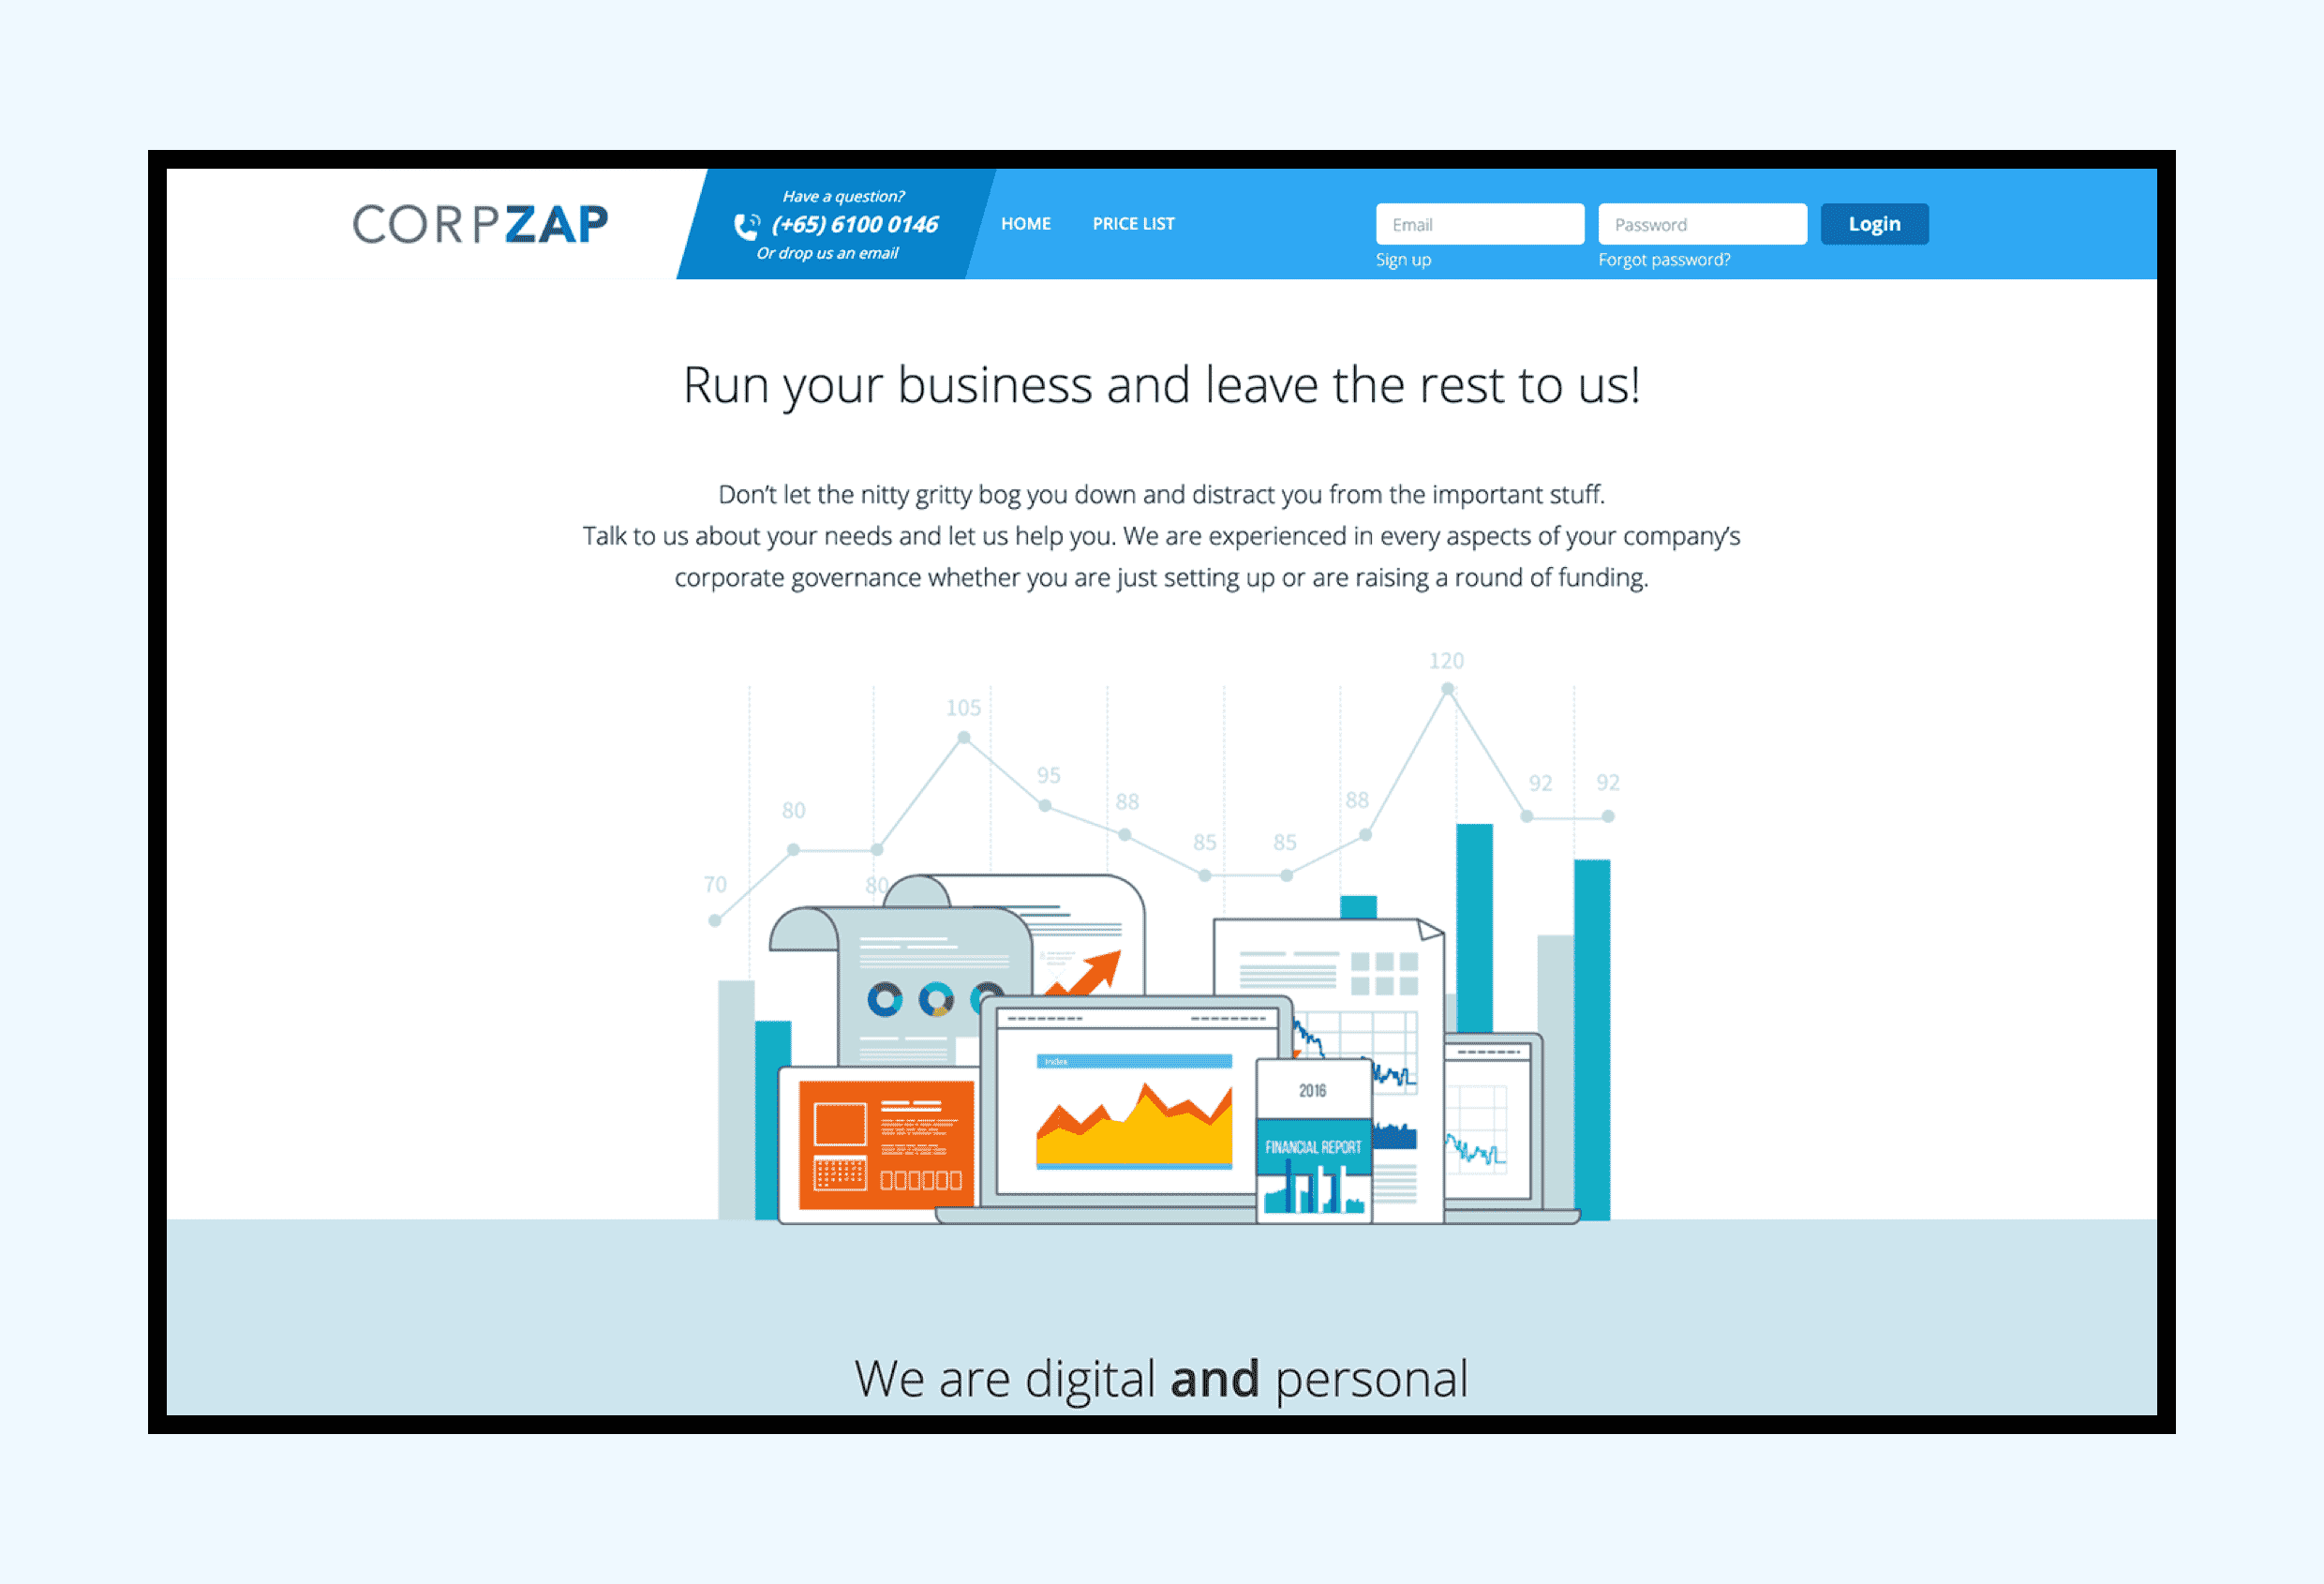 CORPZAP
Have a question?
(+65) 6100 0146
Or drop us an email
HOME
PRICE LIST
Email
Password
Login
Sign up
Forgot password?
Run your business and leave the rest to us!
Don't let the nitty gritty bog you down and distract you from the important stuff.
Talk to us about your needs and let us help you. We are experienced in every aspects of your company's
corporate governance whether you are just setting up or are raising a round of funding.
120
105
95
92
92
80
88
88
85
85
70
80
Index
2016
FINANCIAL REPORT
We are digital and personal